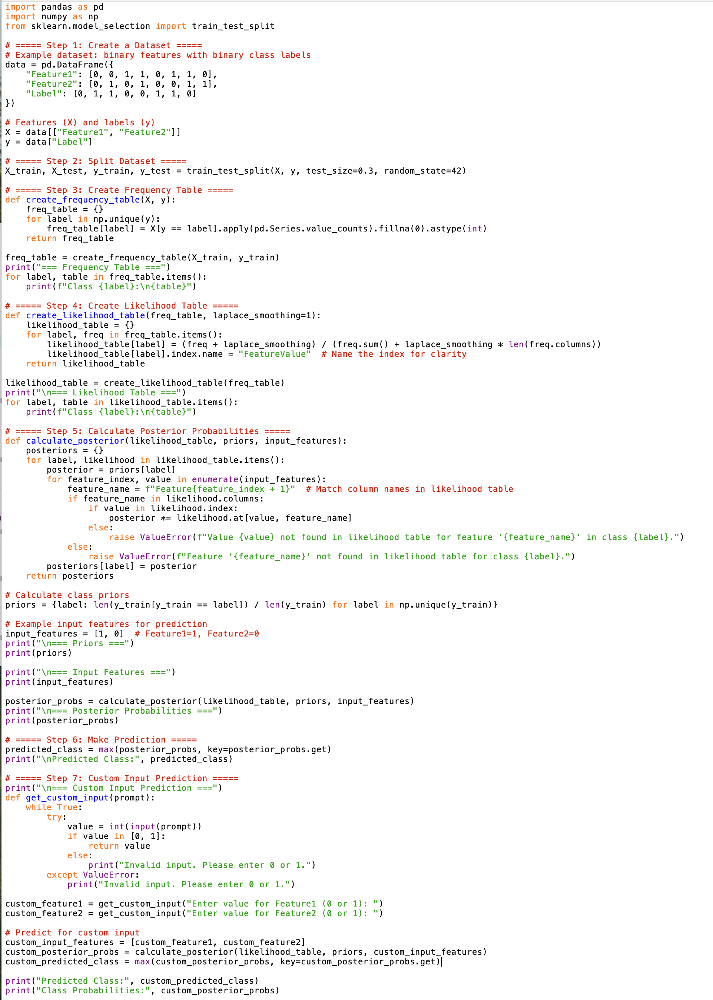 import pandas as pd
import numpy as np
from sklearn.model_selection import train_test_split

# ===== Step 1: Create a Dataset =====
# Example dataset: binary features with binary class labels
data = pd.DataFrame({
    "Feature1": [0, 0, 1, 1, 0, 1, 1, 0],
    "Feature2": [0, 1, 0, 1, 0, 0, 1, 1],
    "Label": [0, 1, 1, 0, 0, 1, 1, 0]
})

# Features (X) and labels (y)
X = data[["Feature1", "Feature2"]]
y = data["Label"]

# ===== Step 2: Split Dataset =====
X_train, X_test, y_train, y_test = train_test_split(X, y, test_size=0.3, random_state=42)

# ===== Step 3: Create Frequency Table =====
def create_frequency_table(X, y):
    freq_table = {}
    for label in np.unique(y):
        freq_table[label] = X[y == label].apply(pd.Series.value_counts).fillna(0).astype(int)
    return freq_table

freq_table = create_frequency_table(X_train, y_train)
print("=== Frequency Table ===")
for label, table in freq_table.items():
    print(f"Class {label}:\n{table}")

# ===== Step 4: Create Likelihood Table =====
def create_likelihood_table(freq_table, laplace_smoothing=1):
    likelihood_table = {}
    for label, freq in freq_table.items():
        likelihood_table[label] = (freq + laplace_smoothing) / (freq.sum() + laplace_smoothing * len(freq.columns))
        likelihood_table[label].index.name = "FeatureValue"  # Name the index for clarity
    return likelihood_table

likelihood_table = create_likelihood_table(freq_table)
print("\n=== Likelihood Table ===")
for label, table in likelihood_table.items():
    print(f"Class {label}:\n{table}")

# ===== Step 5: Calculate Posterior Probabilities =====
def calculate_posterior(likelihood_table, priors, input_features):
    posteriors = {}
    for label, likelihood in likelihood_table.items():
        posterior = priors[label]
        for feature_index, value in enumerate(input_features):
            feature_name = f"Feature{feature_index + 1}"  # Match column names in likelihood table
            if feature_name in likelihood.columns:
                if value in likelihood.index:
                    posterior *= likelihood.at[value, feature_name]
                else:
                    raise ValueError(f"Value {value} not found in likelihood table for feature '{feature_name}' in class {label}.")
            else:
                raise ValueError(f"Feature '{feature_name}' not found in likelihood table for class {label}.")
        posteriors[label] = posterior
    return posteriors

# Calculate class priors
priors = {label: len(y_train[y_train == label]) / len(y_train) for label in np.unique(y_train)}

# Example input features for prediction
input_features = [1, 0]  # Feature1=1, Feature2=0
print("\n=== Priors ===")
print(priors)

print("\n=== Input Features ===")
print(input_features)

posterior_probs = calculate_posterior(likelihood_table, priors, input_features)
print("\n=== Posterior Probabilities ===")
print(posterior_probs)

# ===== Step 6: Make Prediction =====
predicted_class = max(posterior_probs, key=posterior_probs.get)
print("\nPredicted Class:", predicted_class)

# ===== Step 7: Custom Input Prediction =====
print("\n=== Custom Input Prediction ===")
def get_custom_input(prompt):
    while True:
        try:
            value = int(input(prompt))
            if value in [0, 1]:
                return value
            else:
                print("Invalid input. Please enter 0 or 1.")
        except ValueError:
            print("Invalid input. Please enter 0 or 1.")

custom_feature1 = get_custom_input("Enter value for Feature1 (0 or 1): ")
custom_feature2 = get_custom_input("Enter value for Feature2 (0 or 1): ")

# Predict for custom input
custom_input_features = [custom_feature1, custom_feature2]
custom_posterior_probs = calculate_posterior(likelihood_table, priors, custom_input_features)
custom_predicted_class = max(custom_posterior_probs, key=custom_posterior_probs.get)

print("Predicted Class:", custom_predicted_class)
print("Class Probabilities:", custom_posterior_probs)